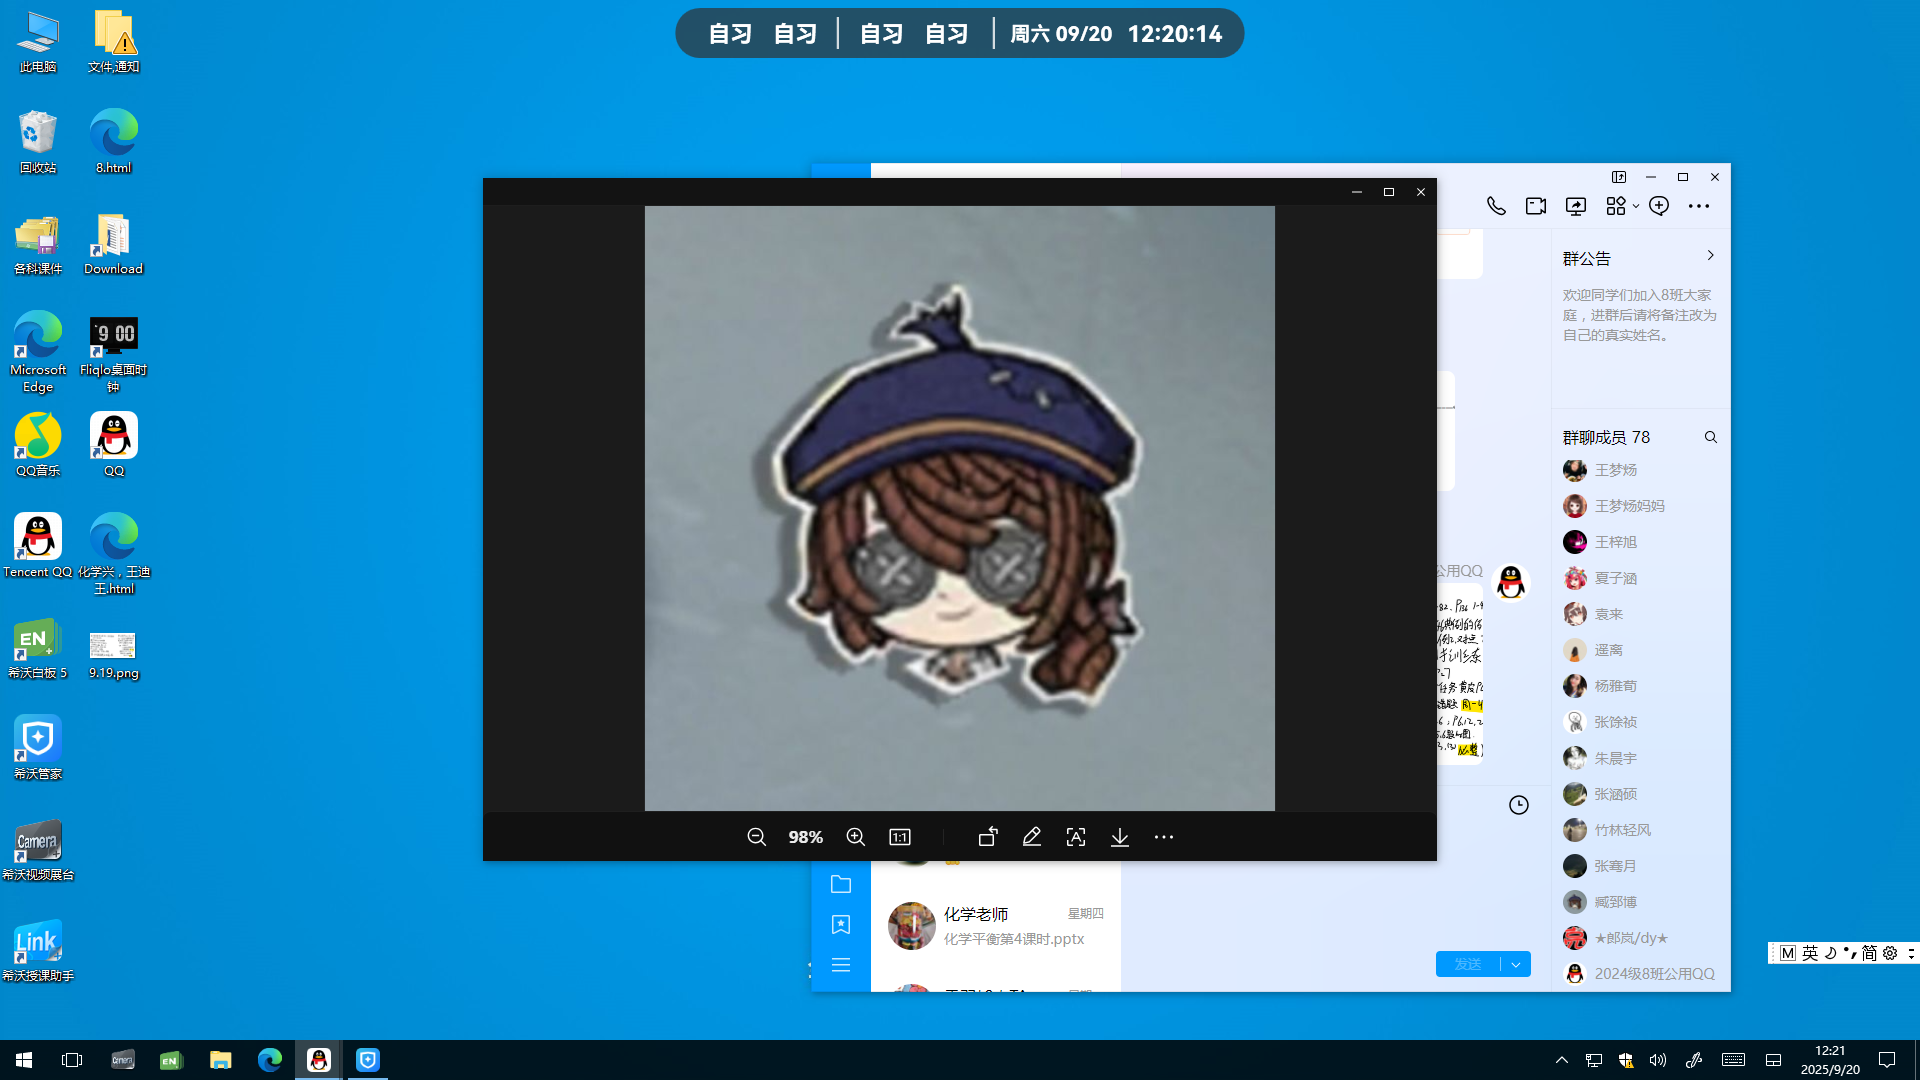 自习 自习 | 自习 自习 | 周六 09/20 12:20:14
此电脑
文件,通知
回收站
8.html
各科课件
Download
Microsoft Edge
Fliqlo桌面时钟
9 00
QQ音乐
QQ
Tencent QQ
化学兴，王迪王.html
EN
希沃白板 5
9.19.png
希沃管家
Camera
希沃视频展台
Link
希沃授课助手
98%
1:1
群公告
欢迎同学们加入8班大家
庭，进群后请将备注改为
自己的真实姓名。
群聊成员 78
王梦炀
王梦炀妈妈
王梓旭
夏子涵
袁来
遥离
杨雅荀
张馀祯
朱晨宇
张涵硕
竹林轻风
张骞月
臧郅博
★郎岚/dy★
2024级8班公用QQ
公用QQ
化学老师
星期四
化学平衡第4课时.pptx
发送
M 英 简
Camera
EN
12:21
2025/9/20